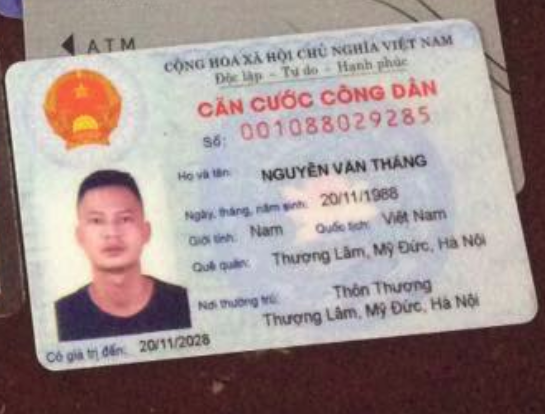 ATM
CỘNG HOÀ XÃ HỘI CHỦ NGHĨA VIỆT NAM
Độc lập - Tự do - Hạnh phúc
CĂN CƯỚC CÔNG DÂN
Số: 001088029285
Họ và tên: NGUYỄN VĂN THẮNG
Ngày, tháng, năm sinh: 20/11/1988
Giới tính: Nam Quốc tịch: Việt Nam
Quê quán: Thượng Lâm, Mỹ Đức, Hà Nội
Nơi thường trú: Thôn Thượng
Thượng Lâm, Mỹ Đức, Hà Nội
Có giá trị đến: 20/11/2028